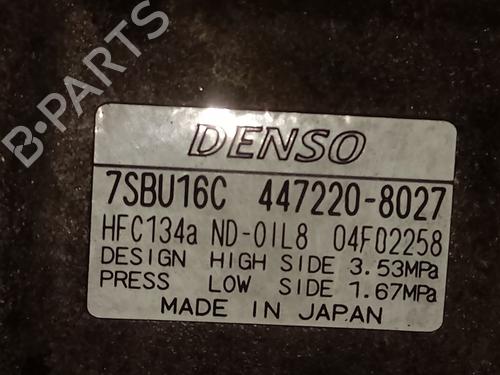 B-PARTS
DENSO
7SBU16C 447220-8027
HFC134a ND-OIL8 04F02258
DESIGN HIGH SIDE 3.53MPa
PRESS LOW SIDE 1.67MPa
MADE IN JAPAN